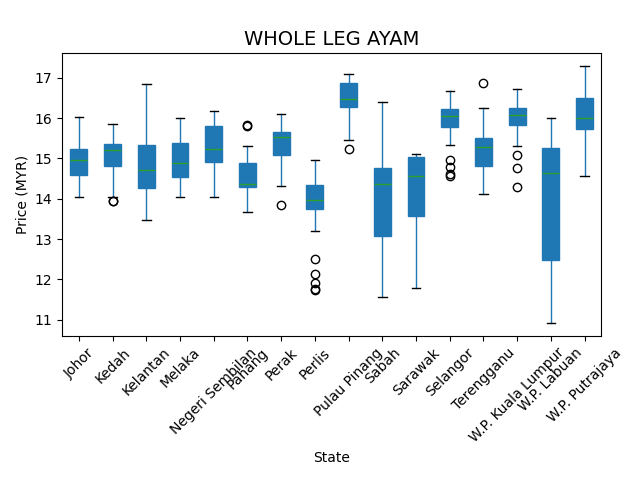 WHOLE LEG AYAM
Price (MYR)
17
16
15
14
13
12
11
Johor
Kedah
Kelantan
Melaka
Negeri Sembilan
Pahang
Perak
Perlis
Pulau Pinang
Sabah
Sarawak
Selangor
Terengganu
W.P. Kuala Lumpur
W.P. Labuan
W.P. Putrajaya
State